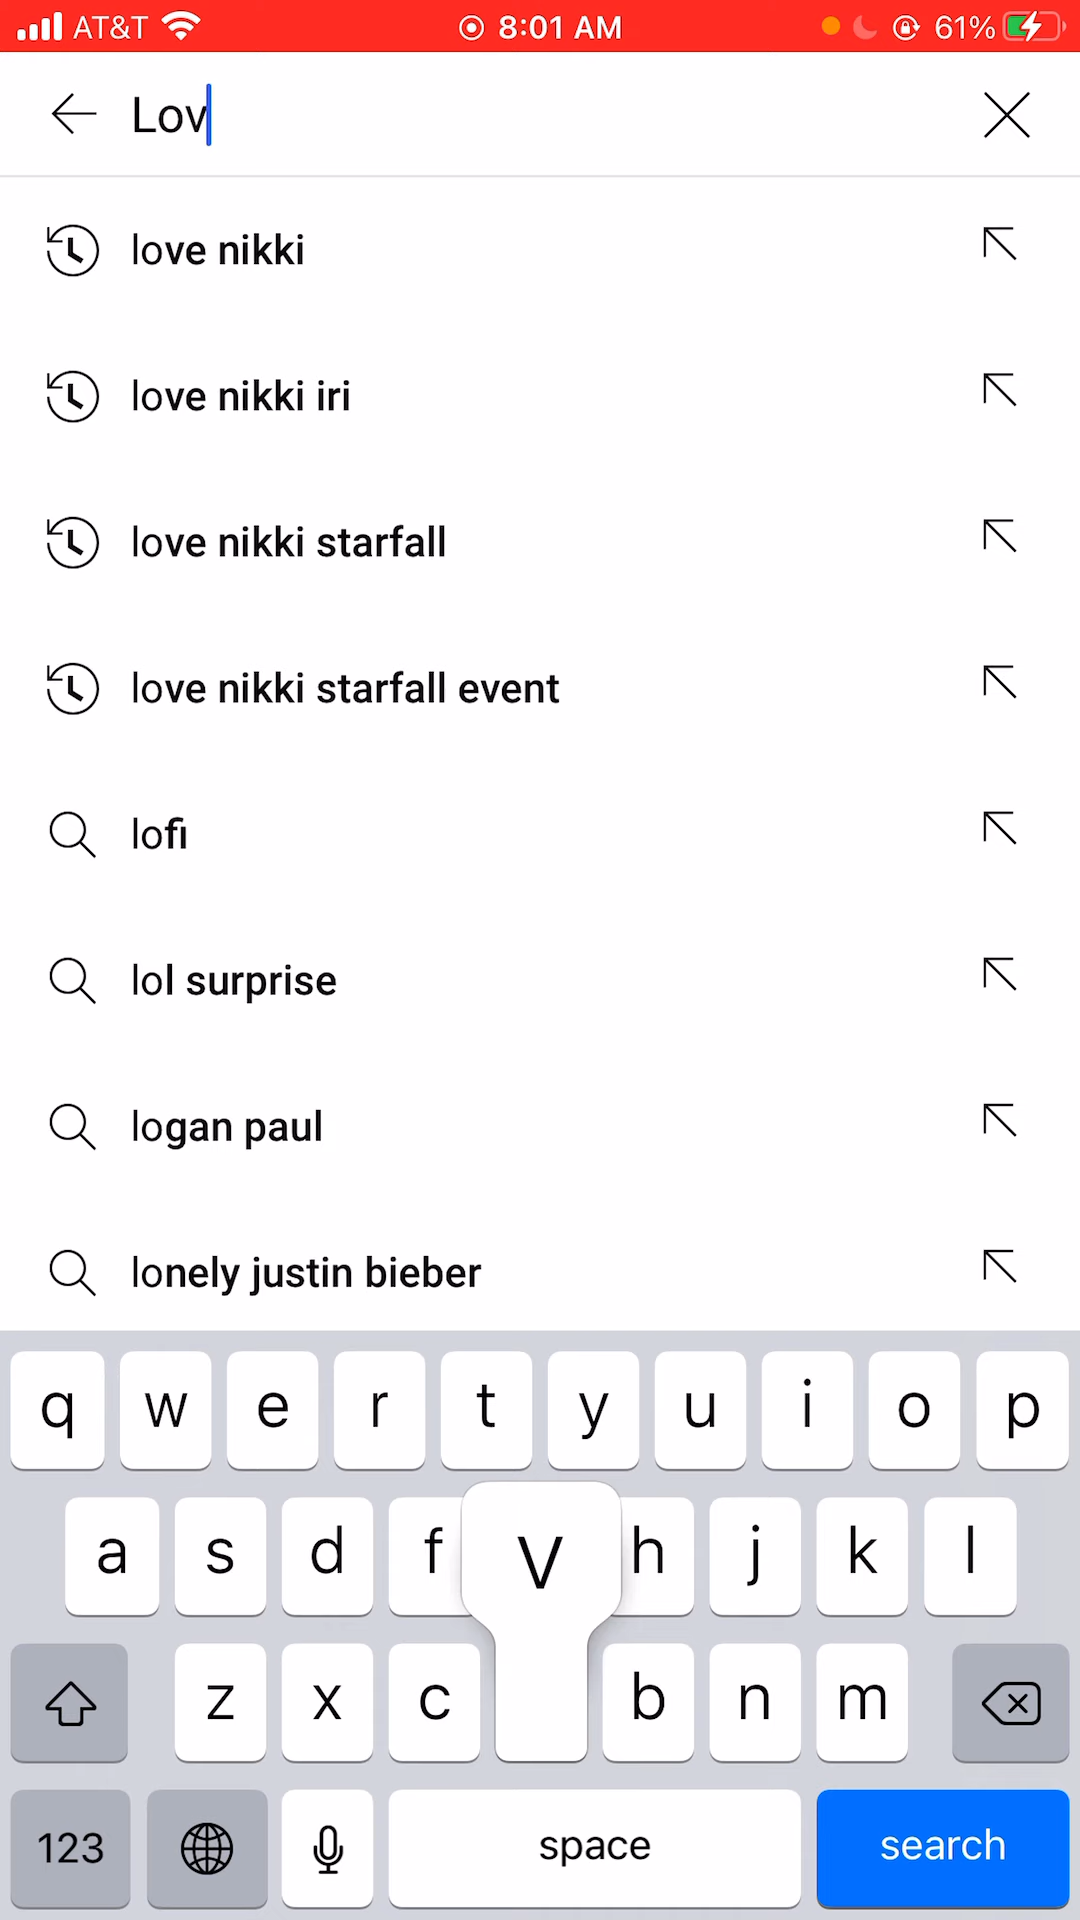 AT&T 8:01 AM 61%
Lov
love nikki
love nikki iri
love nikki starfall
love nikki starfall event
lofi
lol surprise
logan paul
lonely justin bieber
q w e r t y u i o p
a s d f V h j k l
z x c b n m
123 space search